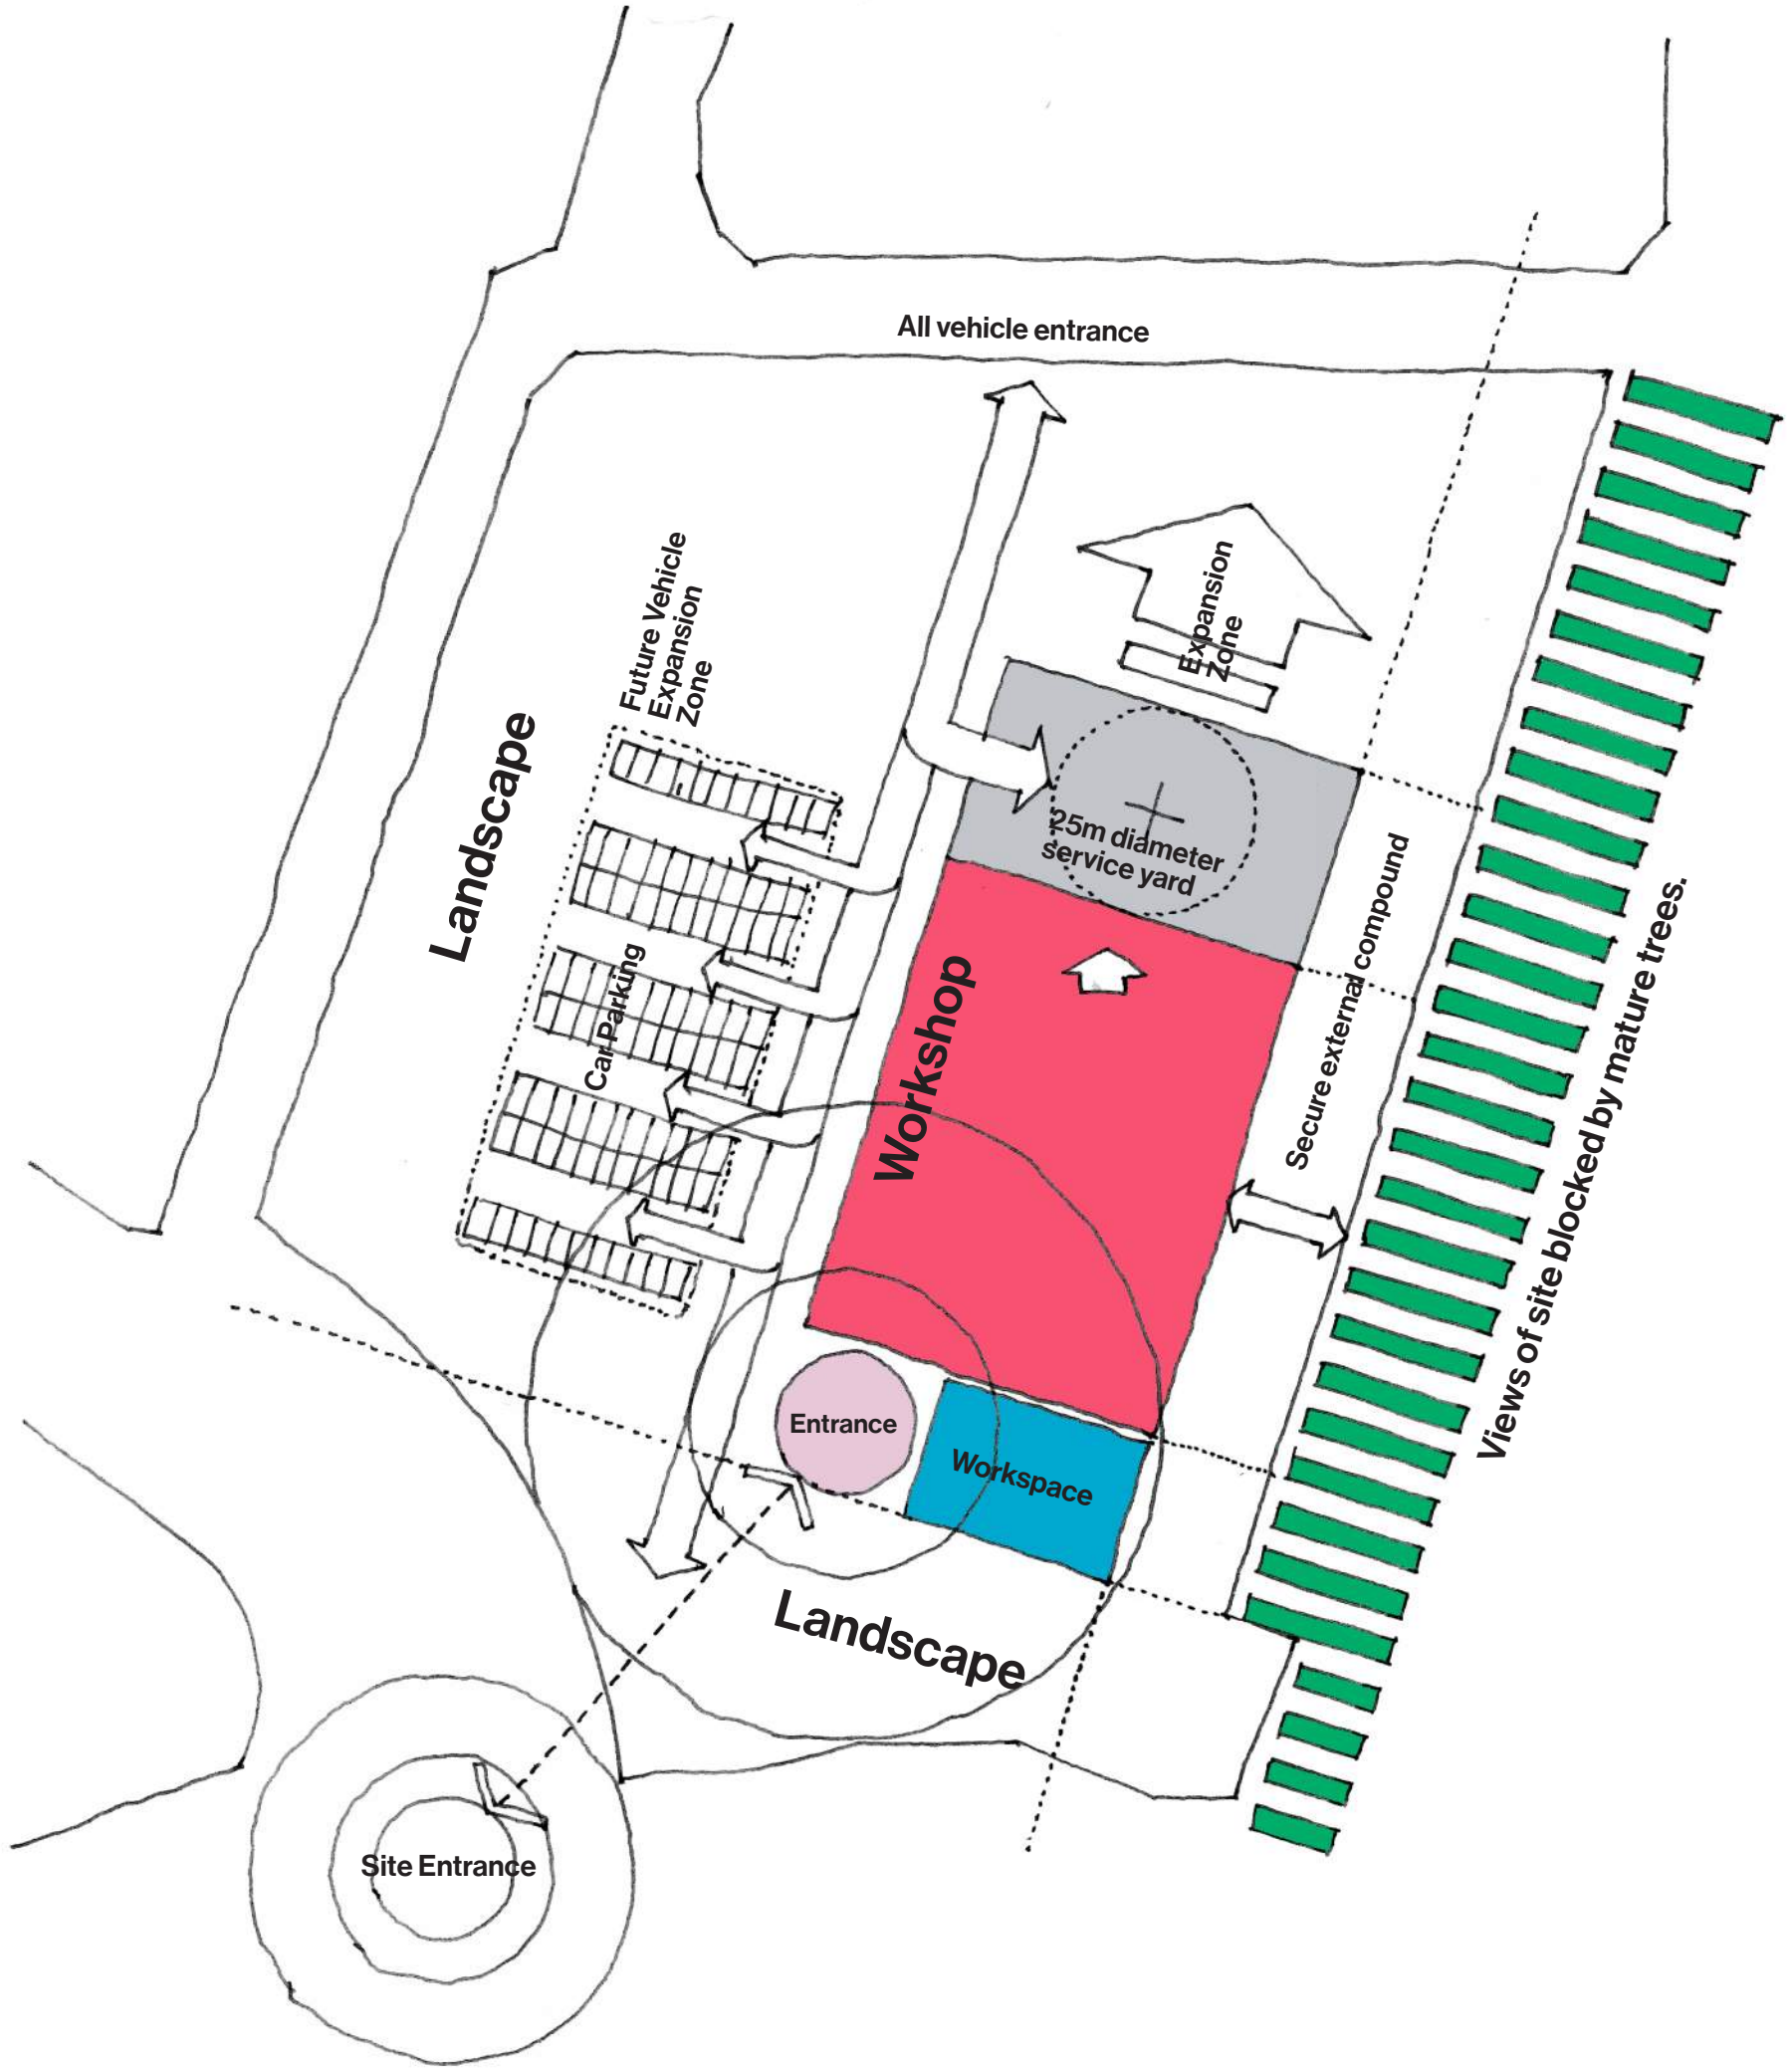 All vehicle entrance
Future Vehicle
Expansion
Zone
Expansion
Zone
Landscape
25m diameter
service yard
Car Parking
Workshop
Secure external compound
Views of site blocked by mature trees.
Entrance
Workspace
Landscape
Site Entrance